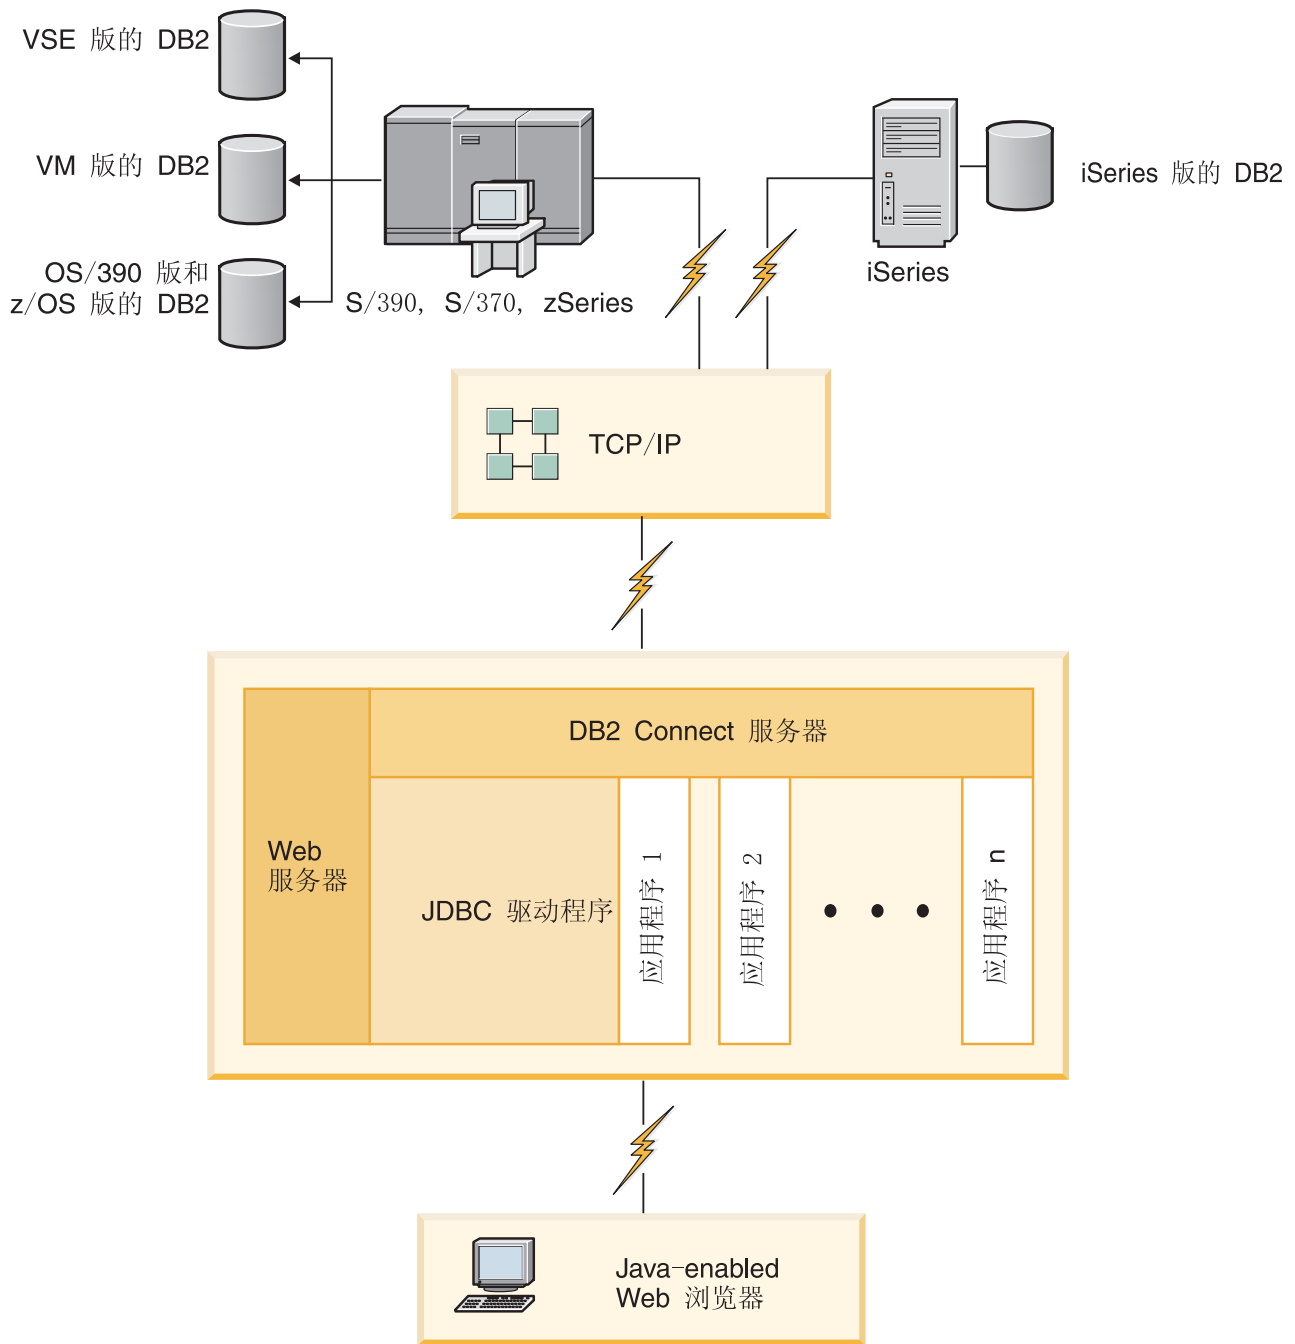 VSE 版的 DB2
VM 版的 DB2
OS/390 版和
z/OS 版的 DB2
S/390, S/370, zSeries
iSeries
iSeries 版的 DB2
TCP/IP
DB2 Connect 服务器
Web
服务器
JDBC 驱动程序
应用程序 1
应用程序 2
应用程序 n
Java-enabled
Web 浏览器